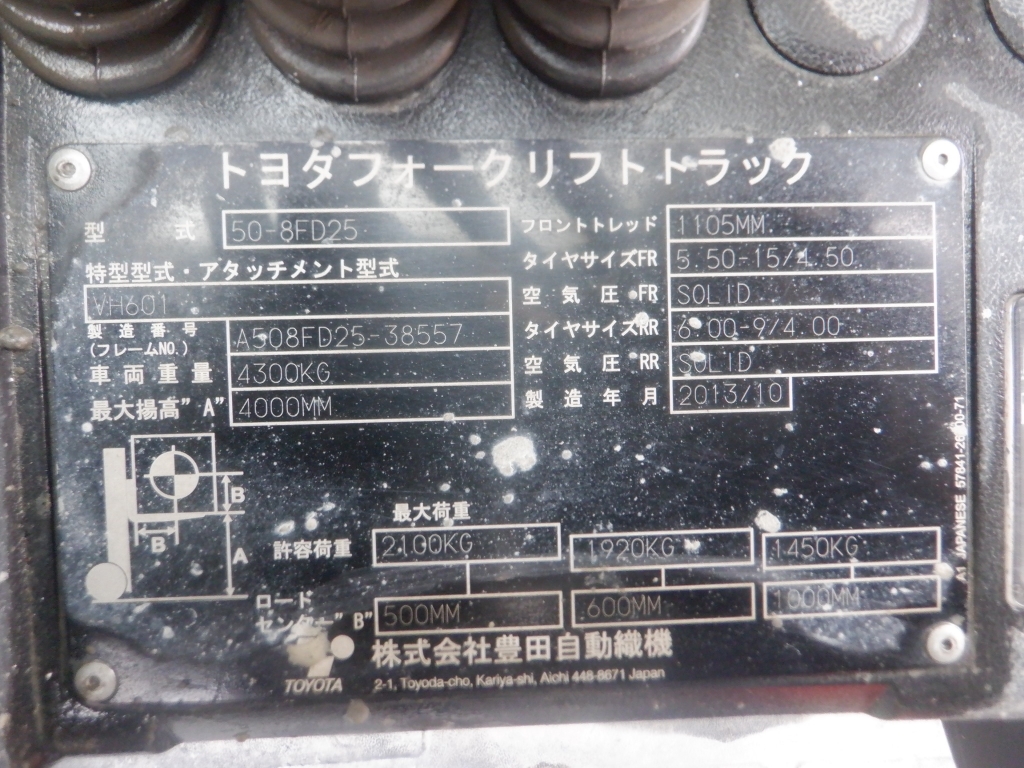 トヨダフォークリフトトラック
型 式 50-8FD25
特型型式・アタッチメント型式
VH601
製造番号
(フレームNO.) A508FD25-38557
車両重量 4300KG
最大揚高"A" 4000MM
フロントトレッド 1105MM
タイヤサイズFR 5.50-15/4.50
空気圧 FR SOLID
タイヤサイズRR 6.00-9/4.00
空気圧 RR SOLID
製造年月 2013/10
B
B
A
最大荷重
許容荷重 2100KG 1920KG 1450KG
ロード
センター"B" 500MM 600MM 1000MM
株式会社豊田自動織機
TOYOTA 2-1, Toyoda-cho, Kariya-shi, Aichi 448-8671 Japan
A1 JAPANESE